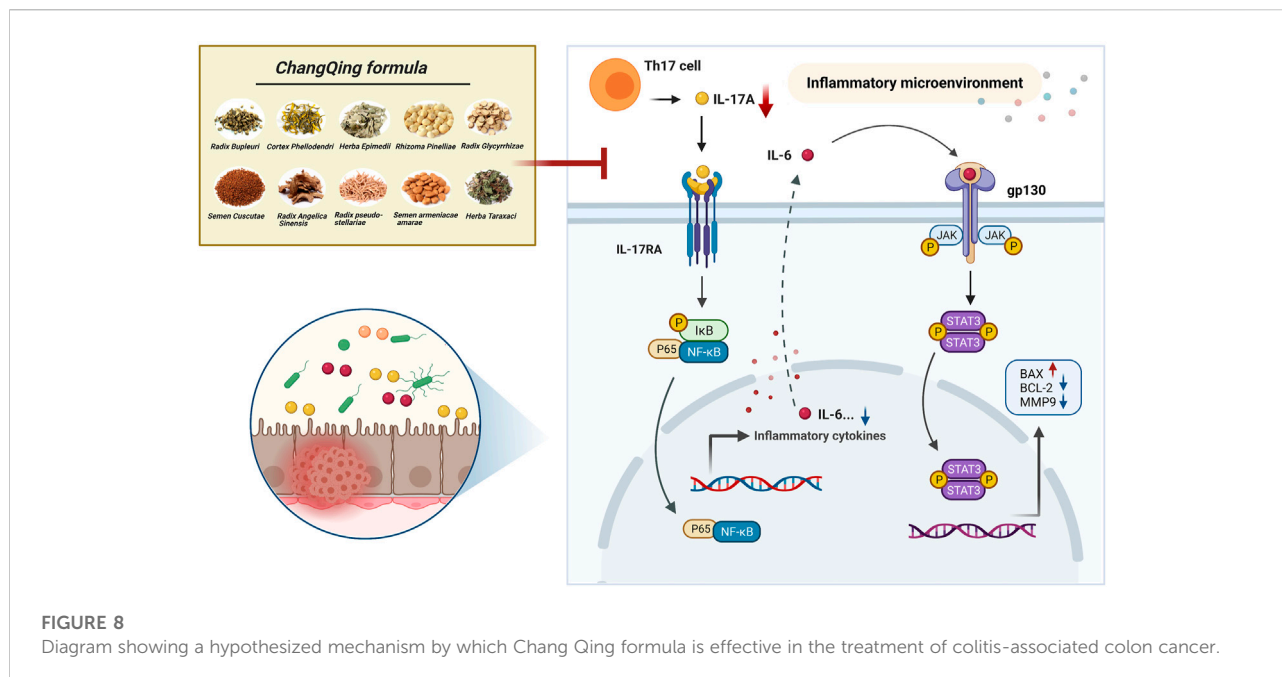 ChangQing formula
Radix Bupleuri
Cortex Phellodendri
Herba Epimedii
Rhizoma Pinelliae
Radix Glycyrrhizae
Semen Cuscutae
Radix Angelica
Sinensis
Radix pseudo-
stellariae
Semen armeniacae
amarae
Herba Taraxaci
Th17 cell
IL-17A
Inflammatory microenvironment
IL-6
gp130
IL-17RA
JAK
JAK
P
P
P
IκB
P65
NF-κB
STAT3
P
P
STAT3
BAX
BCL-2
MMP9
IL-6...
Inflammatory cytokines
STAT3
P
P
STAT3
P65
NF-κB
FIGURE 8
Diagram showing a hypothesized mechanism by which Chang Qing formula is effective in the treatment of colitis-associated colon cancer.